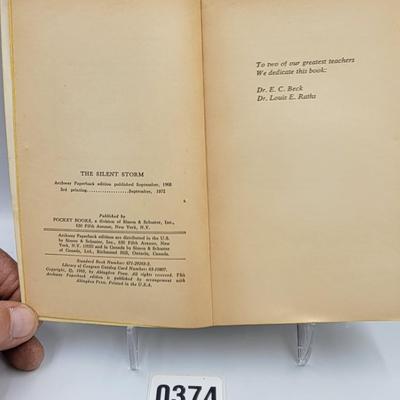 THE SILENT STORM
Archway Paperback edition published September, 1968
3rd printing....................September, 1972
Published by
POCKET BOOKS, a division of Simon & Schuster, Inc.,
630 Fifth Avenue, New York, N.Y.
Archway Paperback editions are distributed in the U.S.
by Simon & Schuster, Inc., 630 Fifth Avenue, New York,
N.Y. 10020 and in Canada by Simon & Schuster
of Canada, Ltd., Richmond Hill, Ontario, Canada.
Standard Book Number: 671-29303-3.
Library of Congress Catalog Card Number: 63-10807.
Copyright, ©, 1963, by Abingdon Press. All rights reserved. This
Archway Paperback edition is published by arrangement with
Abingdon Press. Printed in the U.S.A.
To two of our greatest teachers
We dedicate this book:
Dr. E. C. Beck
Dr. Louis E. Raths
0374